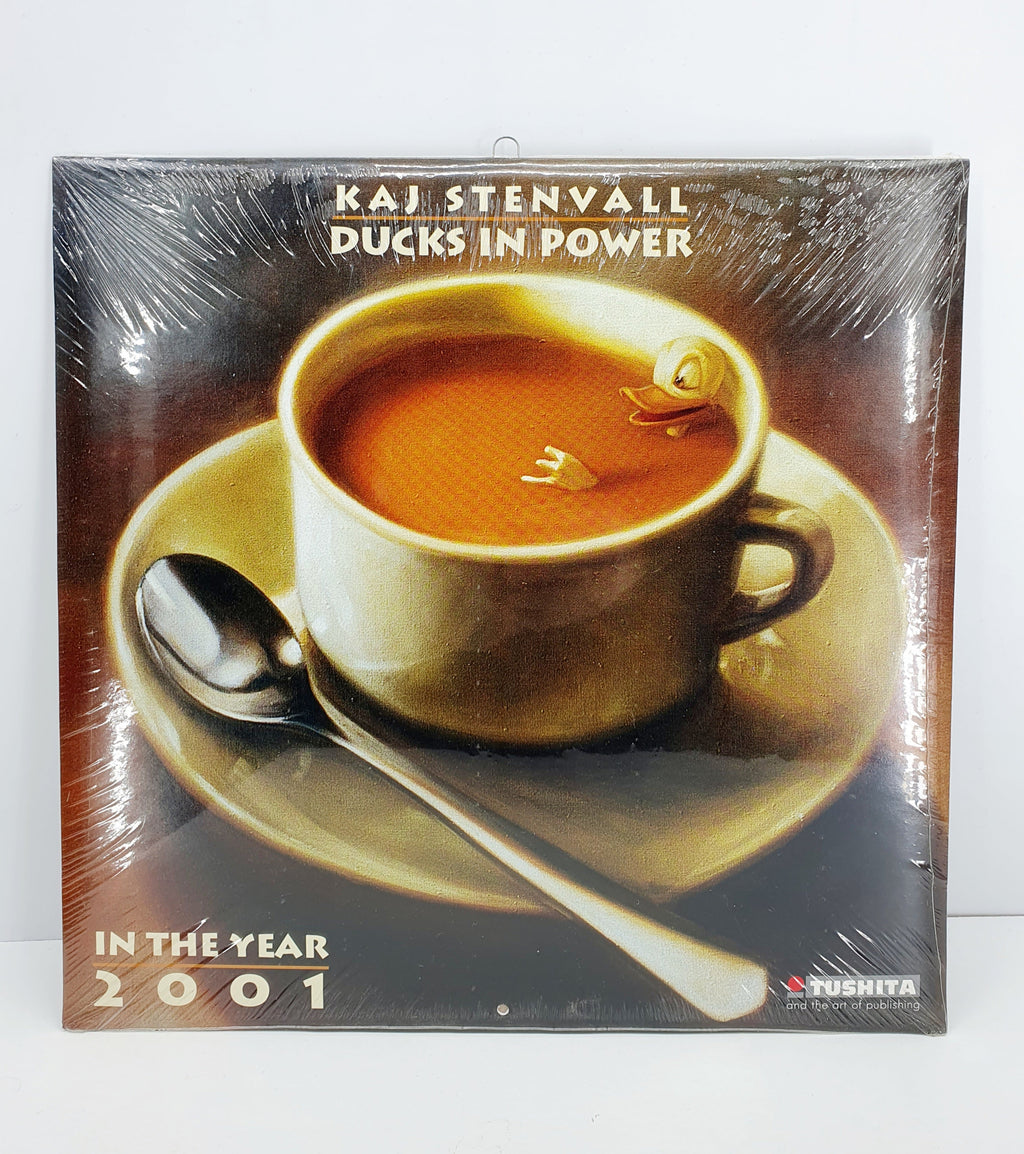 KAJ STENVALL
DUCKS IN POWER
IN THE YEAR
2001
TUSHITA
and the art of publishing